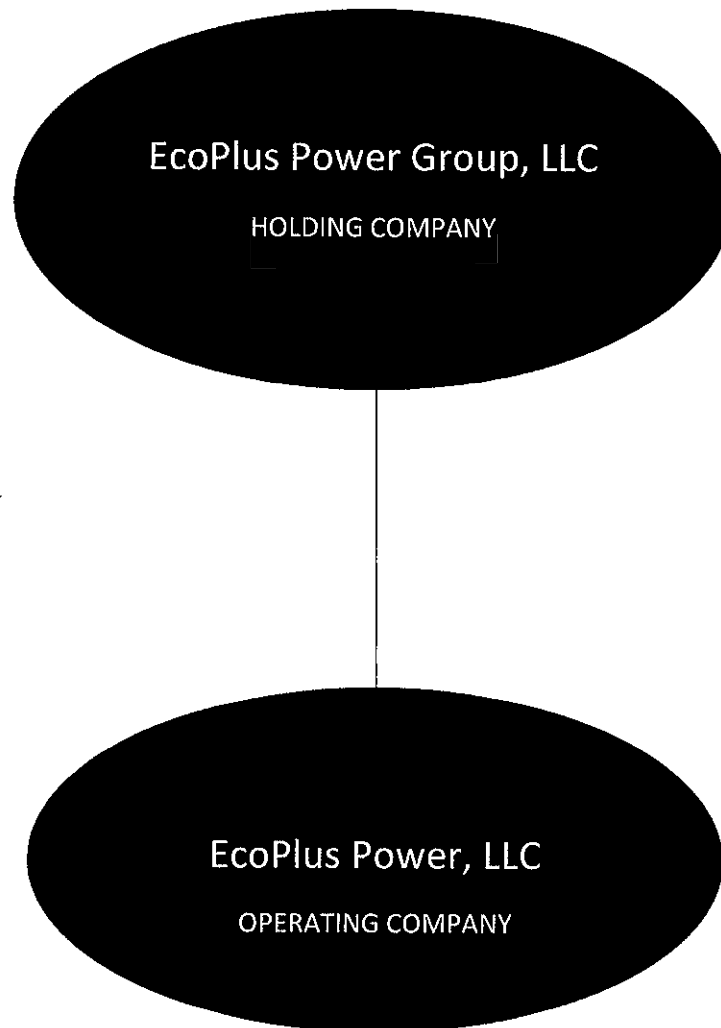 EcoPlus Power Group, LLC
HOLDING COMPANY
EcoPlus Power, LLC
OPERATING COMPANY